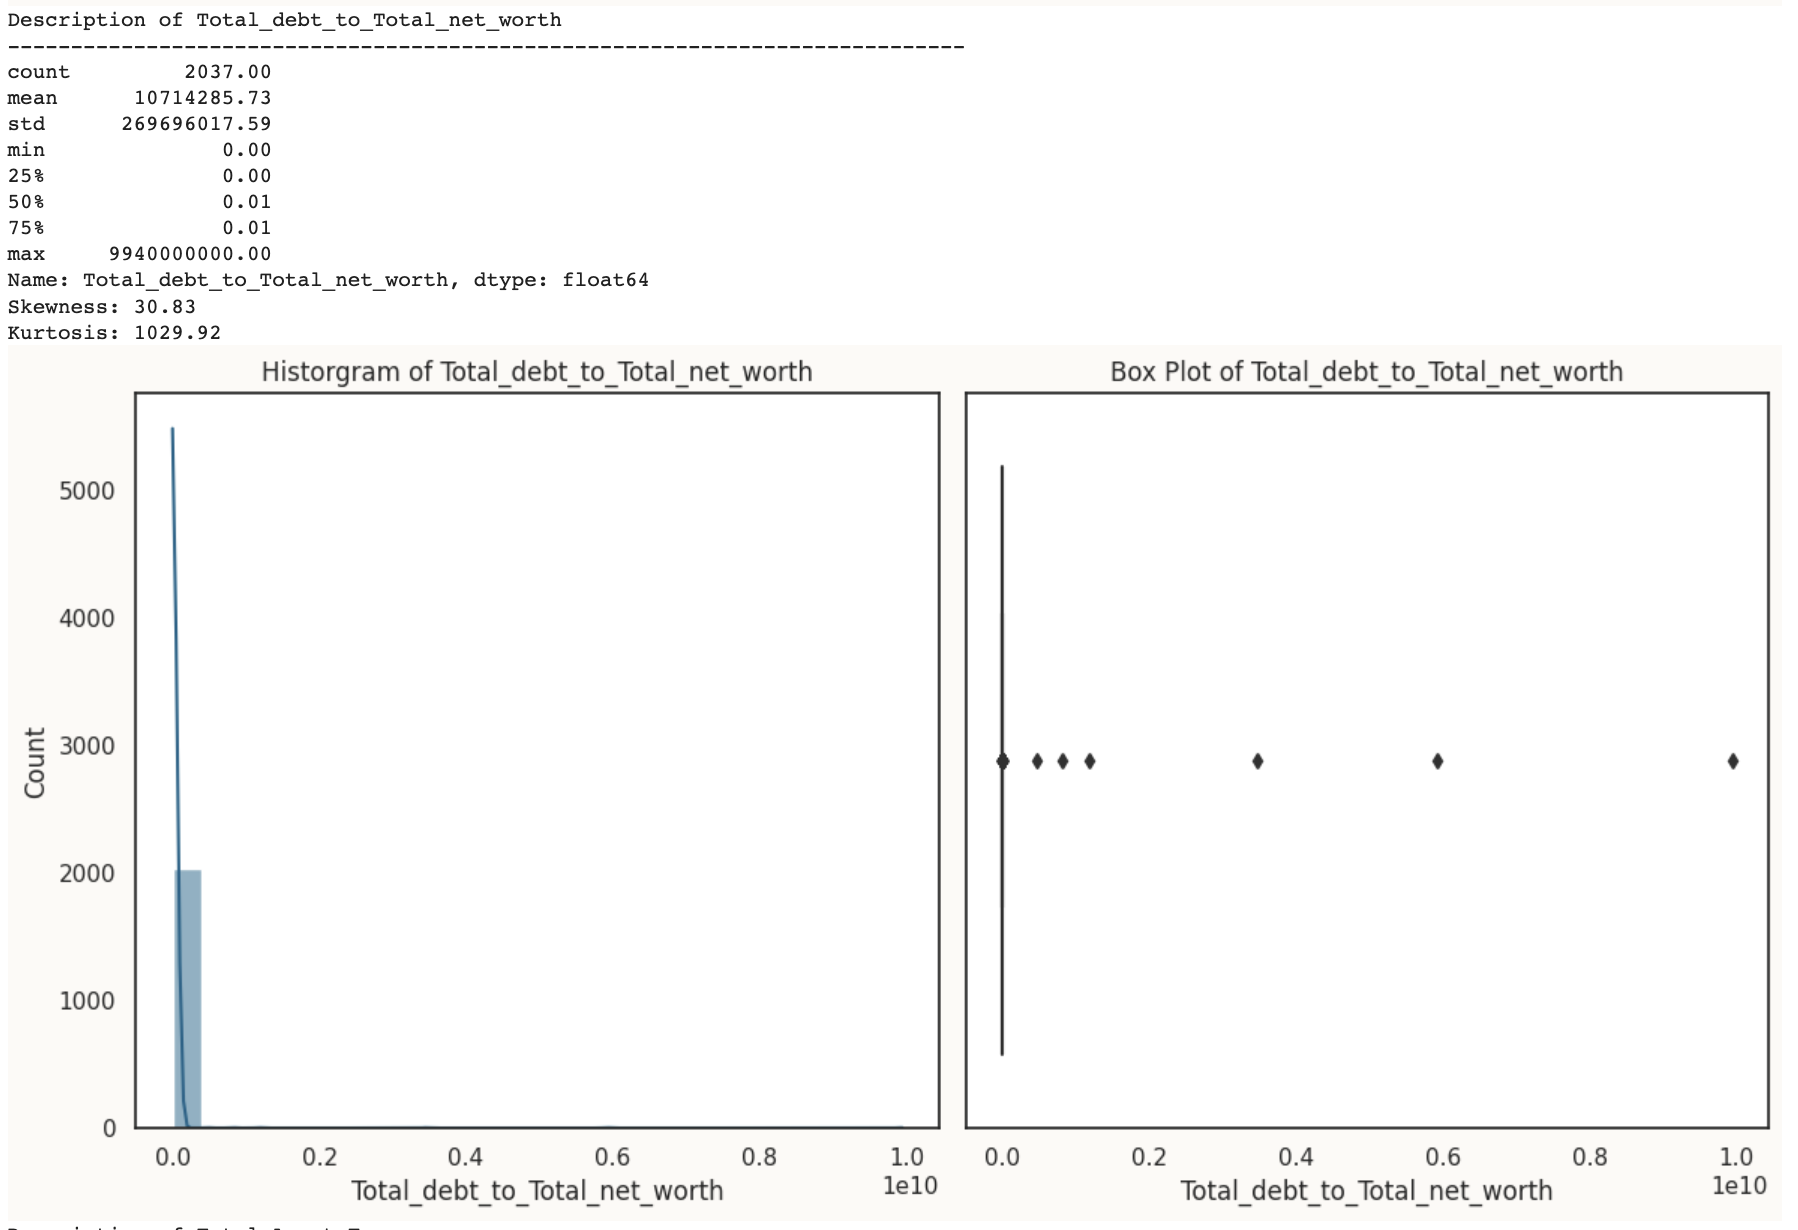 Description of Total_debt_to_Total_net_worth
----------------------------------------------------------------------------
count 2037.00
mean 10714285.73
std 269696017.59
min 0.00
25% 0.00
50% 0.01
75% 0.01
max 9940000000.00
Name: Total_debt_to_Total_net_worth, dtype: float64
Skewness: 30.83
Kurtosis: 1029.92
Historgram of Total_debt_to_Total_net_worth
5000
4000
3000
2000
1000
0
Count
0.0 0.2 0.4 0.6 0.8 1.0
1e10
Total_debt_to_Total_net_worth
Box Plot of Total_debt_to_Total_net_worth
0.0 0.2 0.4 0.6 0.8 1.0
1e10
Total_debt_to_Total_net_worth